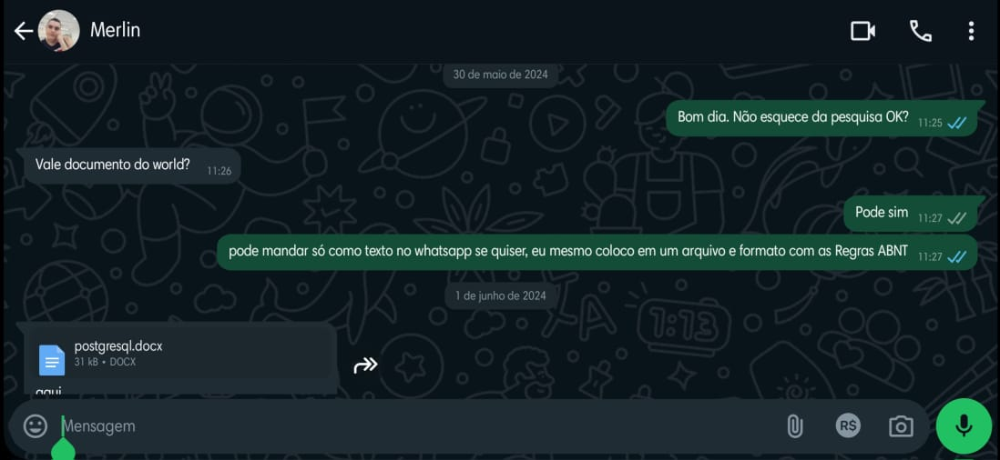 Merlin
30 de maio de 2024
Bom dia. Não esquece da pesquisa OK? 11:25
Vale documento do world? 11:26
Pode sim 11:27
pode mandar só como texto no whatsapp se quiser, eu mesmo coloco em um arquivo e formato com as Regras ABNT 11:27
1 de junho de 2024
postgresql.docx
31 kB • DOCX
aqui
Mensagem R$